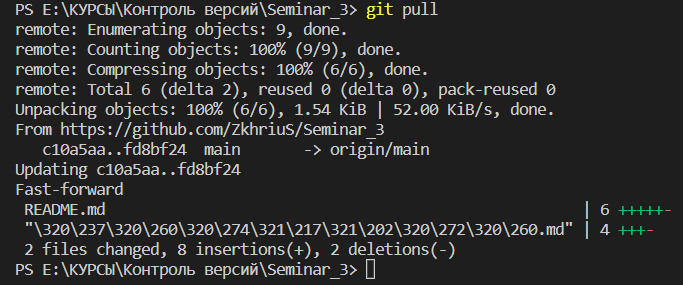 PS E:\КУРСЫ\Контроль версий\Seminar_3> git pull
remote: Enumerating objects: 9, done.
remote: Counting objects: 100% (9/9), done.
remote: Compressing objects: 100% (6/6), done.
remote: Total 6 (delta 2), reused 0 (delta 0), pack-reused 0
Unpacking objects: 100% (6/6), 1.54 KiB | 52.00 KiB/s, done.
From https://github.com/ZkhriuS/Seminar_3
   c10a5aa..fd8bf24  main       -> origin/main
Updating c10a5aa..fd8bf24
Fast-forward
 README.md                                                | 6 +++++-
 "\320\237\320\260\320\274\321\217\321\202\320\272\320\260.md" | 4 +++-
 2 files changed, 8 insertions(+), 2 deletions(-)
PS E:\КУРСЫ\Контроль версий\Seminar_3>